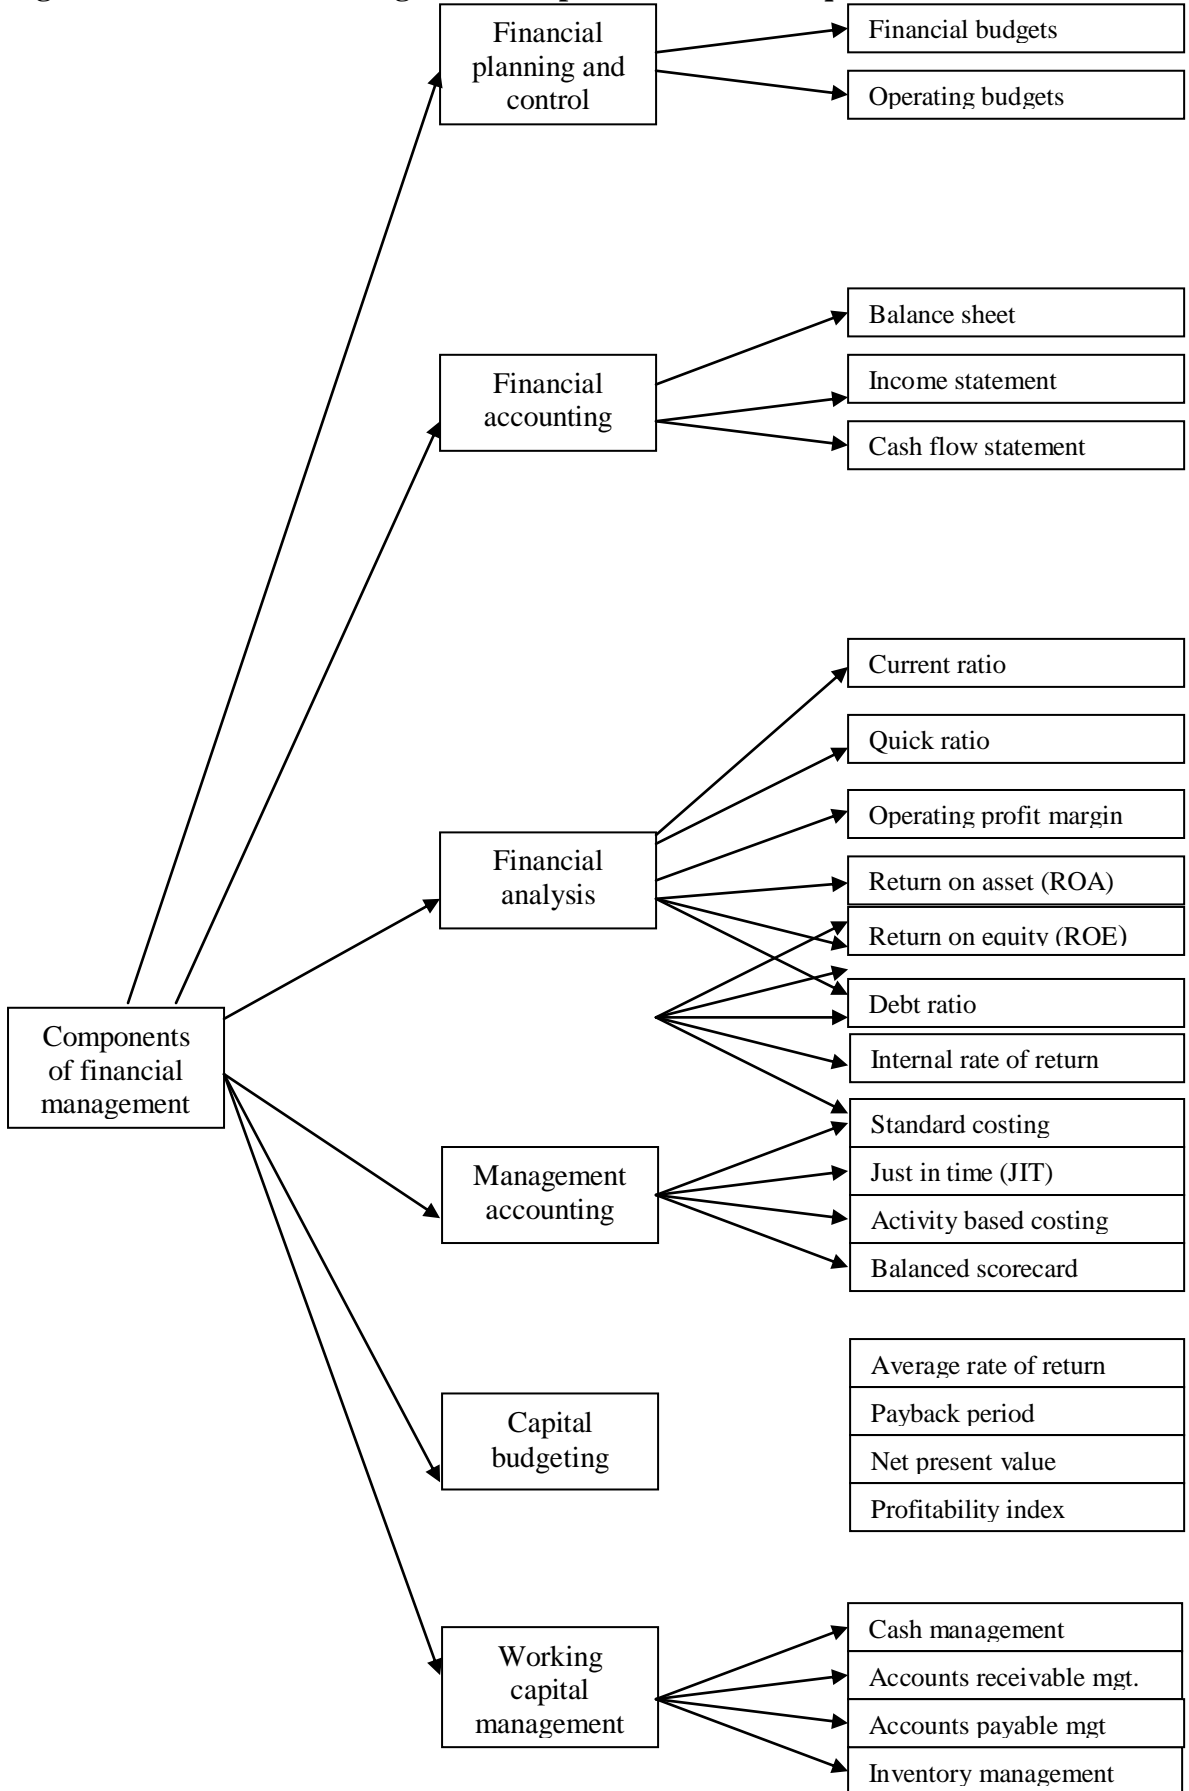 Financial
planning and
control
Financial budgets
Operating budgets
Financial
accounting
Balance sheet
Income statement
Cash flow statement
Financial
analysis
Current ratio
Quick ratio
Operating profit margin
Return on asset (ROA)
Return on equity (ROE)
Debt ratio
Internal rate of return
Components
of financial
management
Management
accounting
Standard costing
Just in time (JIT)
Activity based costing
Balanced scorecard
Capital
budgeting
Average rate of return
Payback period
Net present value
Profitability index
Working
capital
management
Cash management
Accounts receivable mgt.
Accounts payable mgt
Inventory management